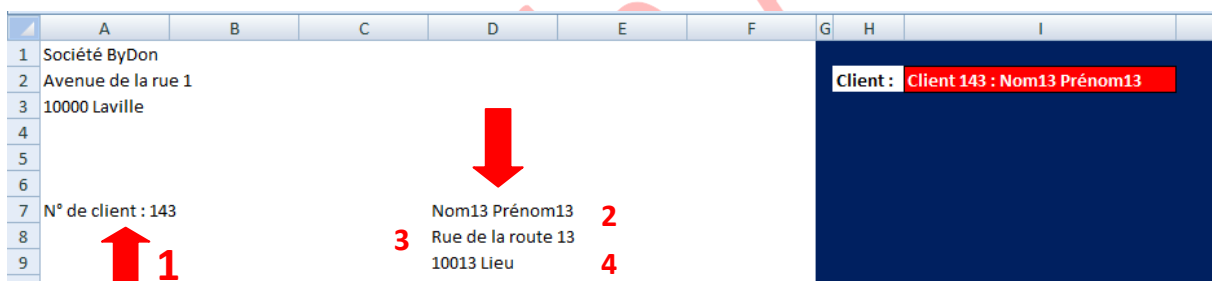 A B C D E F G H I
1 Société ByDon
2 Avenue de la rue 1 Client : Client 143 : Nom13 Prénom13
3 10000 Laville
4
5
6
7 N° de client : 143 Nom13 Prénom13 2
8 3 Rue de la route 13
9 1 10013 Lieu 4